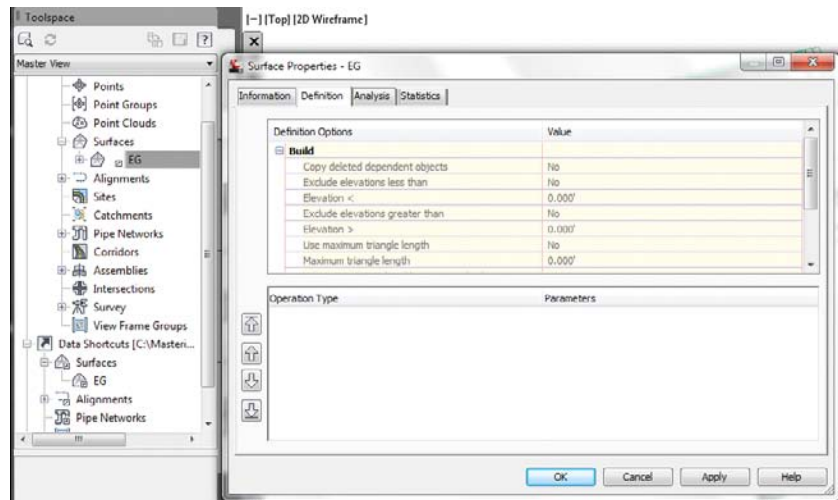 Toolspace
[−][Top][2D Wireframe]
Master View
Points
Point Groups
Point Clouds
Surfaces
EG
Alignments
Sites
Catchments
Pipe Networks
Corridors
Assemblies
Intersections
Survey
View Frame Groups
Data Shortcuts [C:\Masteri...
Surfaces
EG
Alignments
Pipe Networks
Surface Properties - EG
Information Definition Analysis Statistics
Definition Options Value
Build
Copy deleted dependent objects No
Exclude elevations less than No
Elevation < 0.000'
Exclude elevations greater than No
Elevation > 0.000'
Use maximum triangle length No
Maximum triangle length 0.000'
Operation Type Parameters
OK Cancel Apply Help